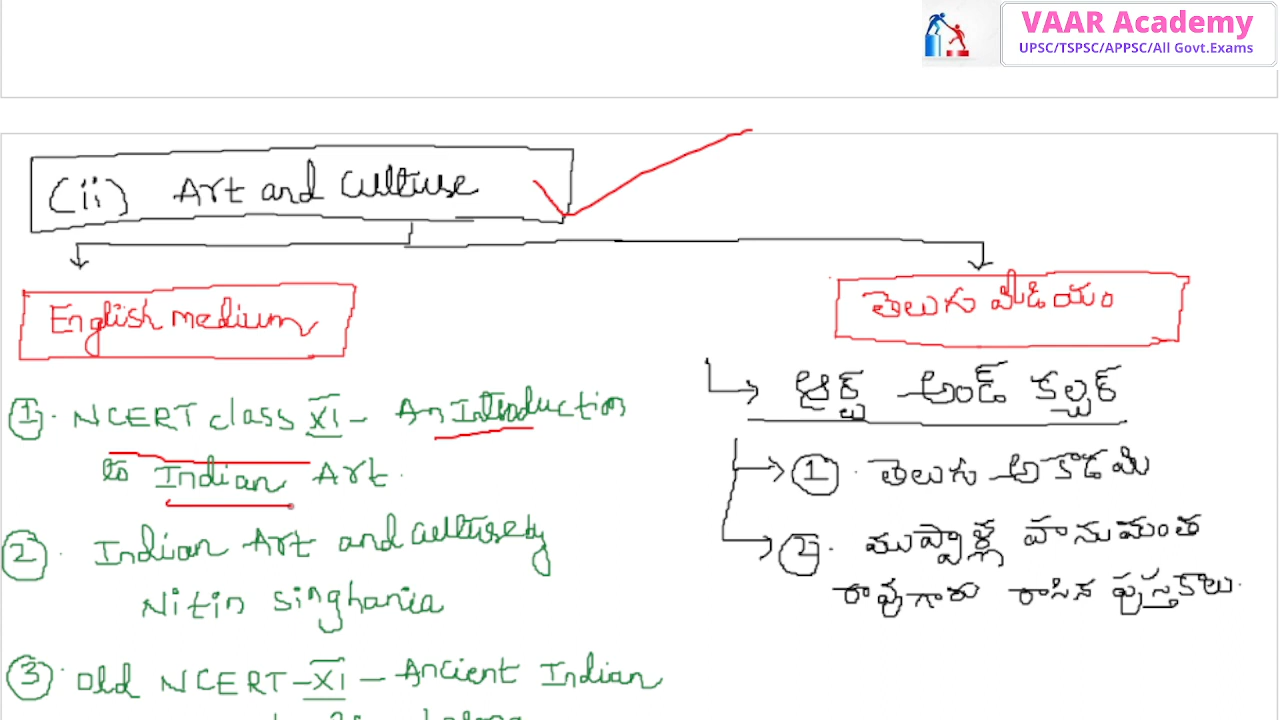 VAAR Academy
UPSC/TSPSC/APPSC/All Govt.Exams
(ii) Art and Culture
English medium
తెలుగు మీడియం
ఆర్ట్స్ అండ్ కల్చర్
1. NCERT class XI - An Introduction
to Indian Art.
2. Indian Art and culture by
Nitin singhania
3. Old NCERT - XI - Ancient Indian
1. తెలుగు అకాడమి
2. ముప్పాళ్ల హనుమంత
రావుగారు రాసిన పుస్తకాలు.